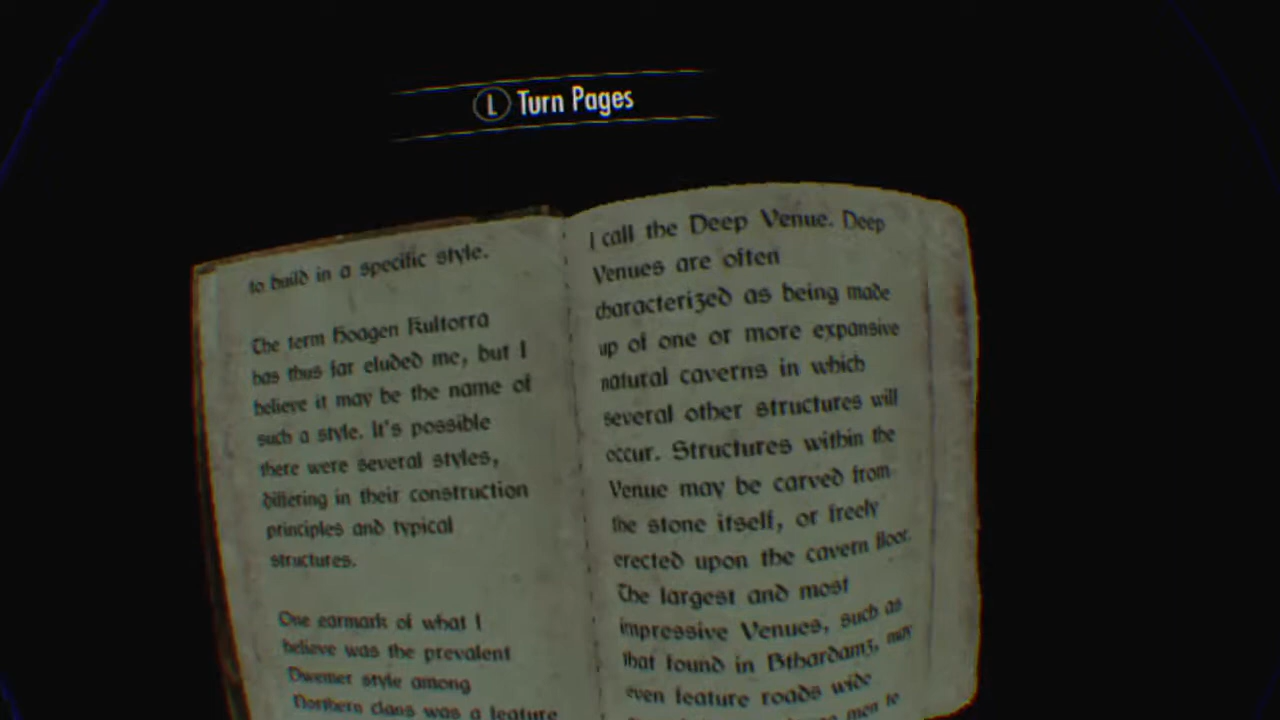 L Turn Pages
to build in a specific style.
The term Hoagen Kultorra
has thus far eluded me, but I
believe it may be the name of
such a style. It's possible
there were several styles,
differing in their construction
principles and typical
structures.
One earmark of what I
believe was the prevalent
Dwemer style among
Northern clans was a feature
I call the Deep Venue. Deep
Venues are often
characterized as being made
up of one or more expansive
natural caverns in which
several other structures will
occur. Structures within the
Venue may be carved from
the stone itself, or freely
erected upon the cavern floor.
The largest and most
impressive Venues, such as
that found in Bthardamz, may
even feature roads wide
men to